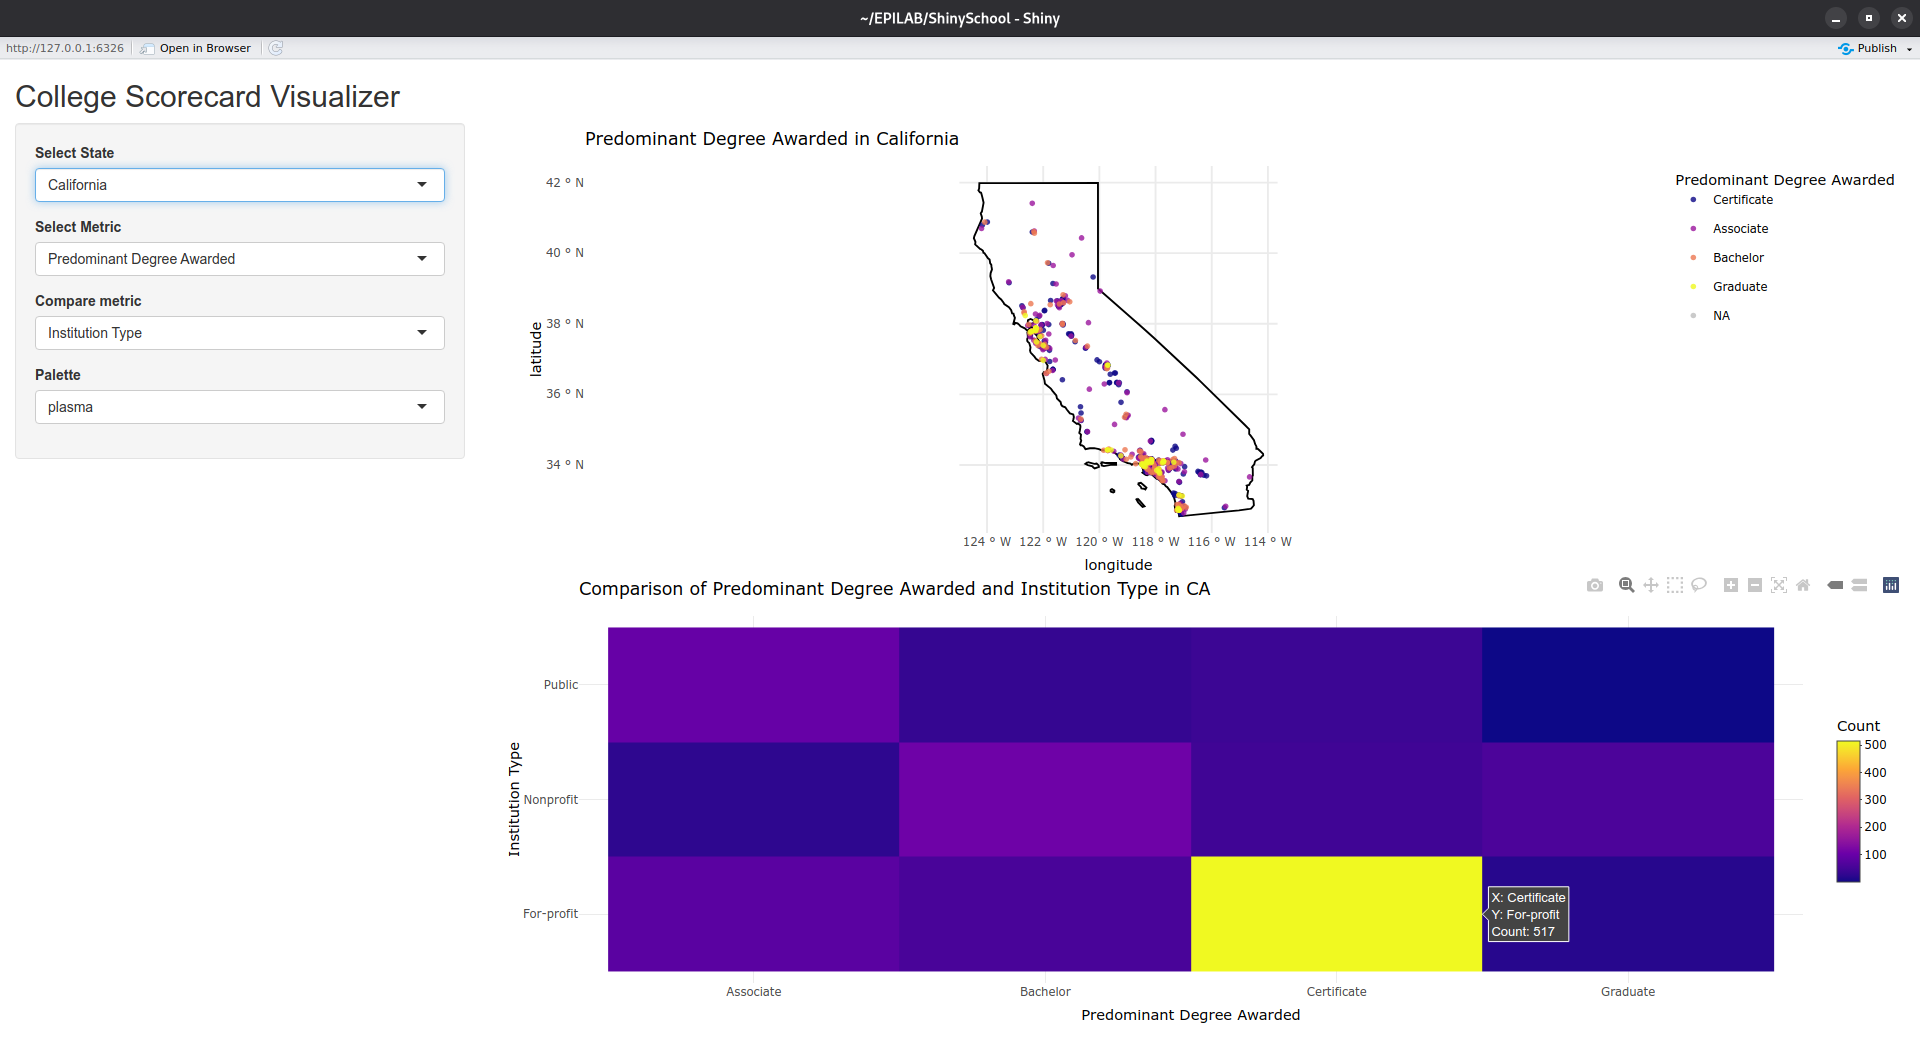 ~/EPILAB/ShinySchool - Shiny
http://127.0.0.1:6326
Open in Browser
Publish
College Scorecard Visualizer
Select State
California
Select Metric
Predominant Degree Awarded
Compare metric
Institution Type
Palette
plasma
Predominant Degree Awarded in California
42 ° N
40 ° N
38 ° N
36 ° N
34 ° N
latitude
124 ° W 122 ° W 120 ° W 118 ° W 116 ° W 114 ° W
longitude
Predominant Degree Awarded
Certificate
Associate
Bachelor
Graduate
NA
Comparison of Predominant Degree Awarded and Institution Type in CA
Public
Nonprofit
For-profit
Institution Type
X: Certificate
Y: For-profit
Count: 517
Associate Bachelor Certificate Graduate
Predominant Degree Awarded
Count
500
400
300
200
100